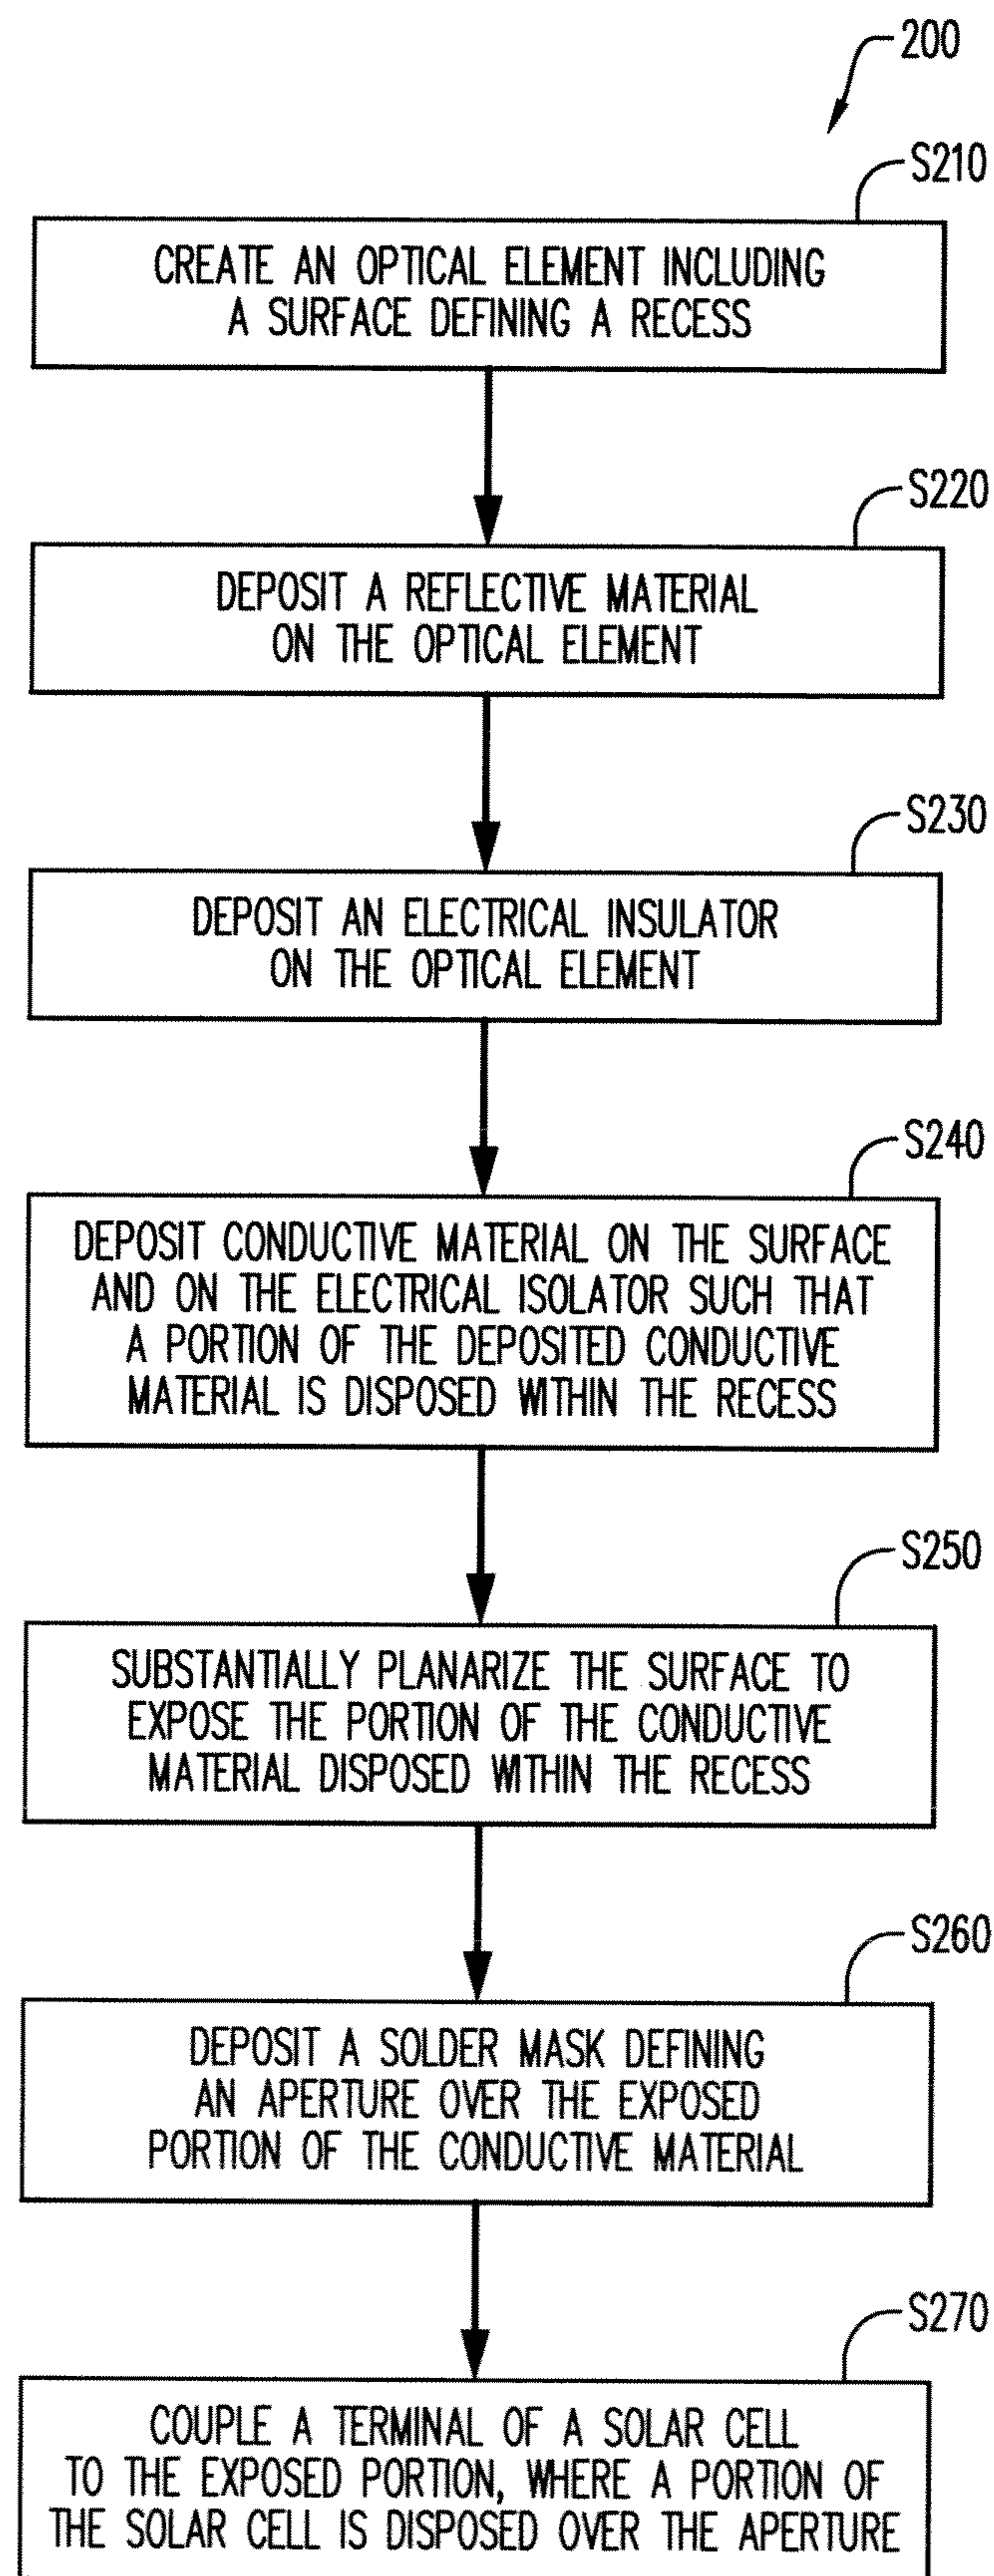 200
S210
CREATE AN OPTICAL ELEMENT INCLUDING
A SURFACE DEFINING A RECESS
S220
DEPOSIT A REFLECTIVE MATERIAL
ON THE OPTICAL ELEMENT
S230
DEPOSIT AN ELECTRICAL INSULATOR
ON THE OPTICAL ELEMENT
S240
DEPOSIT CONDUCTIVE MATERIAL ON THE SURFACE
AND ON THE ELECTRICAL ISOLATOR SUCH THAT
A PORTION OF THE DEPOSITED CONDUCTIVE
MATERIAL IS DISPOSED WITHIN THE RECESS
S250
SUBSTANTIALLY PLANARIZE THE SURFACE TO
EXPOSE THE PORTION OF THE CONDUCTIVE
MATERIAL DISPOSED WITHIN THE RECESS
S260
DEPOSIT A SOLDER MASK DEFINING
AN APERTURE OVER THE EXPOSED
PORTION OF THE CONDUCTIVE MATERIAL
S270
COUPLE A TERMINAL OF A SOLAR CELL
TO THE EXPOSED PORTION, WHERE A PORTION OF
THE SOLAR CELL IS DISPOSED OVER THE APERTURE